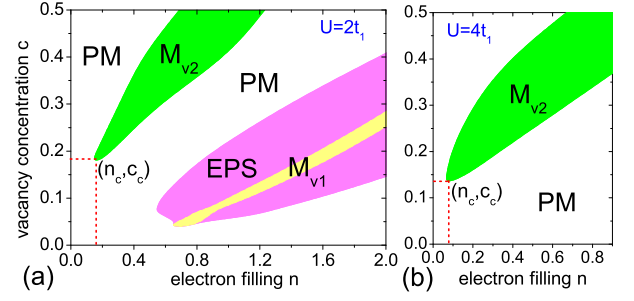 U=2t1
PM
Mv2
PM
(nc,cc)
EPS
Mv1
vacancy concentration c
0.5
0.4
0.3
0.2
0.1
0.0
0.0 0.4 0.8 1.2 1.6 2.0
electron filling n
(a)
U=4t1
Mv2
(nc,cc)
PM
0.5
0.4
0.3
0.2
0.1
0.0
0.0 0.2 0.4 0.6 0.8
electron filling n
(b)